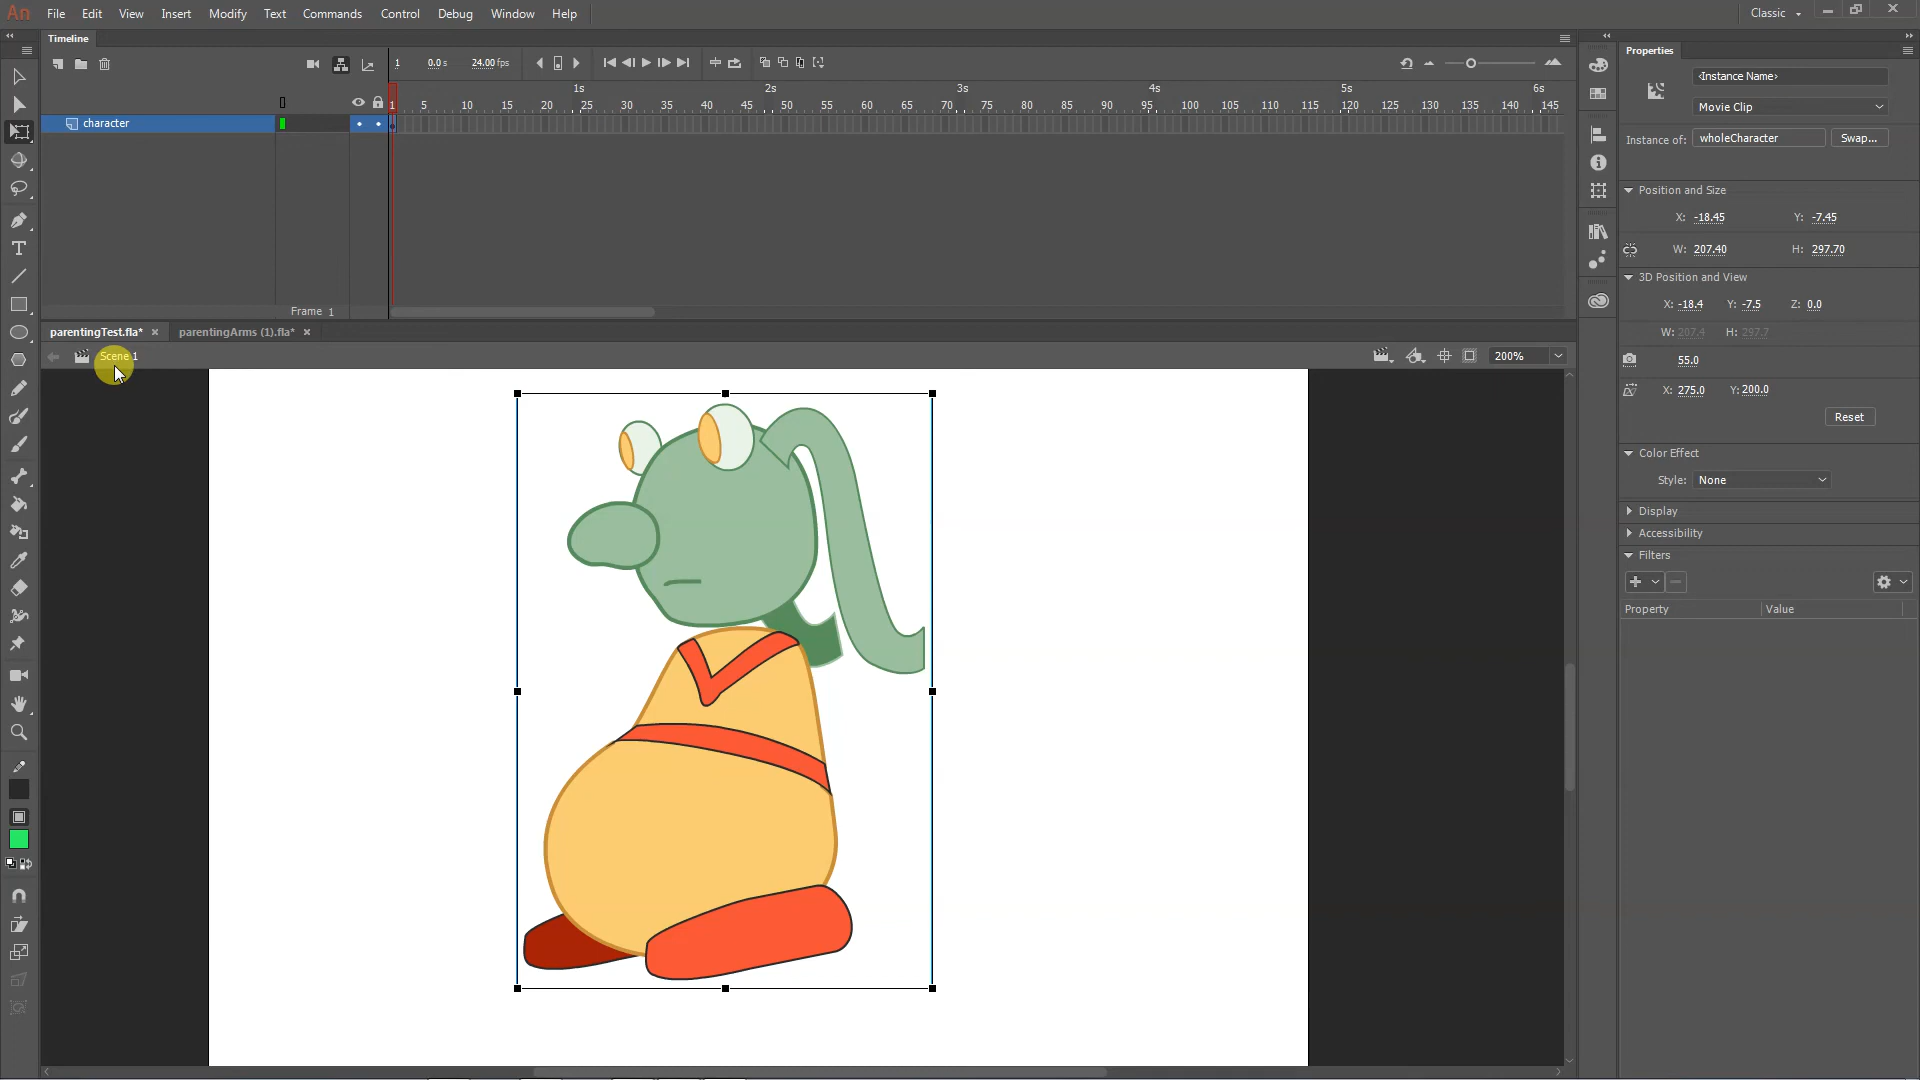 An File Edit View Insert Modify Text Commands Control Debug Window Help Classic
Timeline
1 0.0 s 24.00 fps
1s 2s 3s 4s 5s 6s
1 5 10 15 20 25 30 35 40 45 50 55 60 65 70 75 80 85 90 95 100 105 110 115 120 125 130 135 140 145
character
Frame 1
parentingTest.fla* × parentingArms (1).fla* ×
Scene 1 200%
Properties
<Instance Name>
Movie Clip
Instance of: wholeCharacter Swap...
Position and Size
X: -18.45 Y: -7.45
W: 207.40 H: 297.70
3D Position and View
X: -18.4 Y: -7.5 Z: 0.0
W: 207.4 H: 297.7
55.0
X: 275.0 Y: 200.0
Reset
Color Effect
Style: None
Display
Accessibility
Filters
Property Value